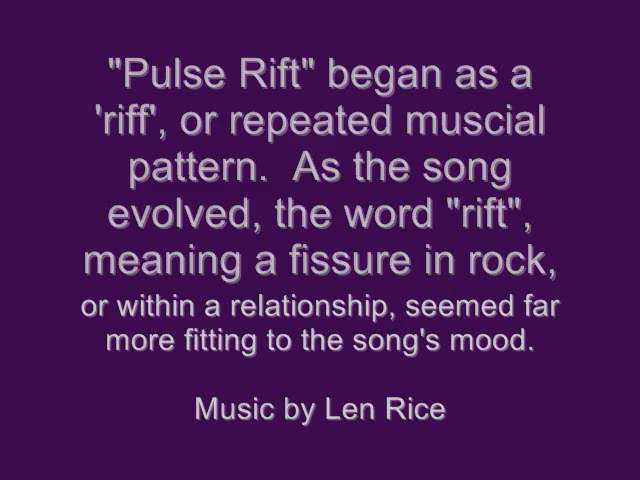 "Pulse Rift" began as a
'riff', or repeated muscial
pattern.  As the song
evolved, the word "rift",
meaning a fissure in rock,
or within a relationship, seemed far
more fitting to the song's mood.
Music by Len Rice